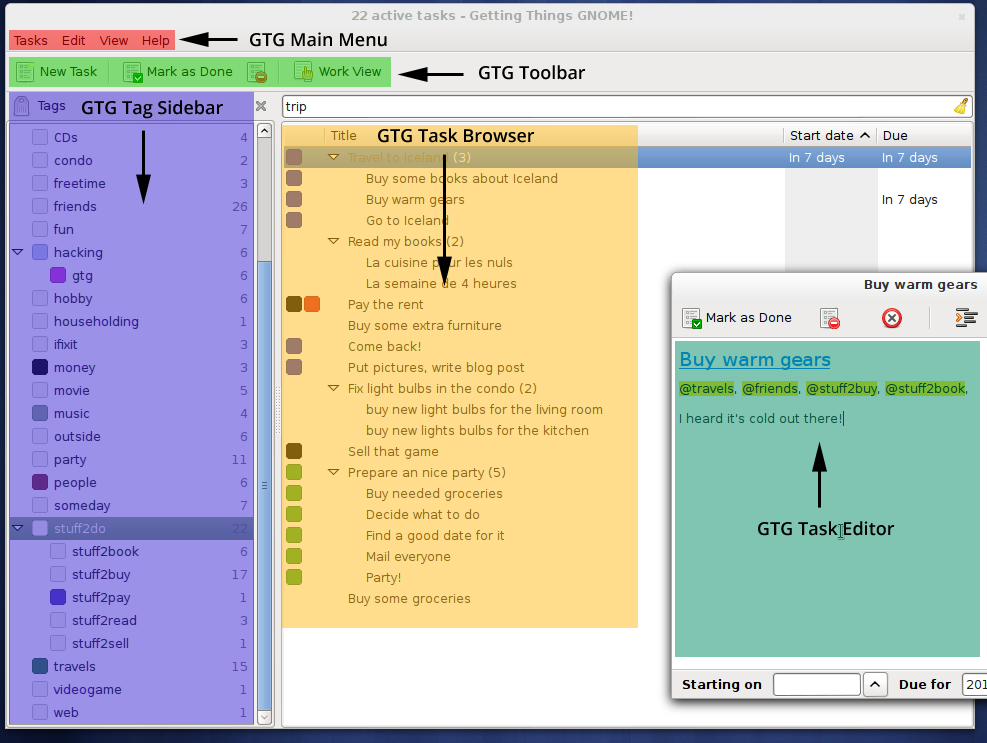 22 active tasks - Getting Things GNOME!
Tasks Edit View Help
GTG Main Menu
New Task Mark as Done Work View
GTG Toolbar
Tags
GTG Tag Sidebar
trip
CDs 4
condo 2
freetime 3
friends 26
fun 7
hacking 6
gtg 6
hobby 6
householding 1
ifixit 3
money 3
movie 5
music 4
outside 6
party 11
people 6
someday 7
stuff2do 22
stuff2book 6
stuff2buy 17
stuff2pay 1
stuff2read 3
stuff2sell 1
travels 15
videogame 1
web 1
Title Start date Due
GTG Task Browser
Travel to Iceland (3) In 7 days In 7 days
Buy some books about Iceland
Buy warm gears In 7 days
Go to Iceland
Read my books (2)
La cuisine pour les nuls
La semaine de 4 heures
Pay the rent
Buy some extra furniture
Come back!
Put pictures, write blog post
Fix light bulbs in the condo (2)
buy new light bulbs for the living room
buy new lights bulbs for the kitchen
Sell that game
Prepare an nice party (5)
Buy needed groceries
Decide what to do
Find a good date for it
Mail everyone
Party!
Buy some groceries
Buy warm gears
Mark as Done
Buy warm gears
@travels, @friends, @stuff2buy, @stuff2book,
I heard it's cold out there!
GTG Task Editor
Starting on Due for 201